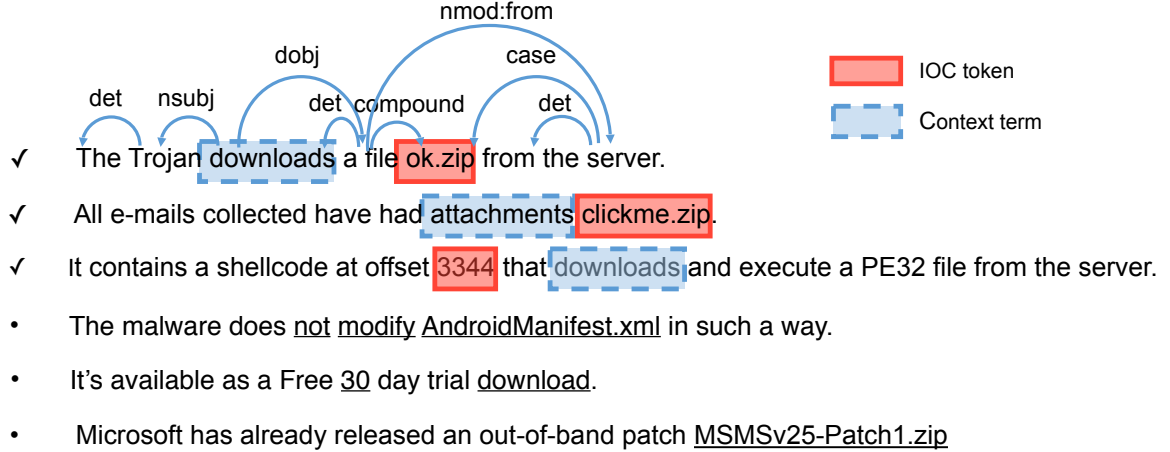 nmod:from
dobj
case
det nsubj det compound det
IOC token
Context term
✓ The Trojan downloads a file ok.zip from the server.
✓ All e-mails collected have had attachments clickme.zip.
✓ It contains a shellcode at offset 3344 that downloads and execute a PE32 file from the server.
• The malware does not modify AndroidManifest.xml in such a way.
• It's available as a Free 30 day trial download.
• Microsoft has already released an out-of-band patch MSMSv25-Patch1.zip